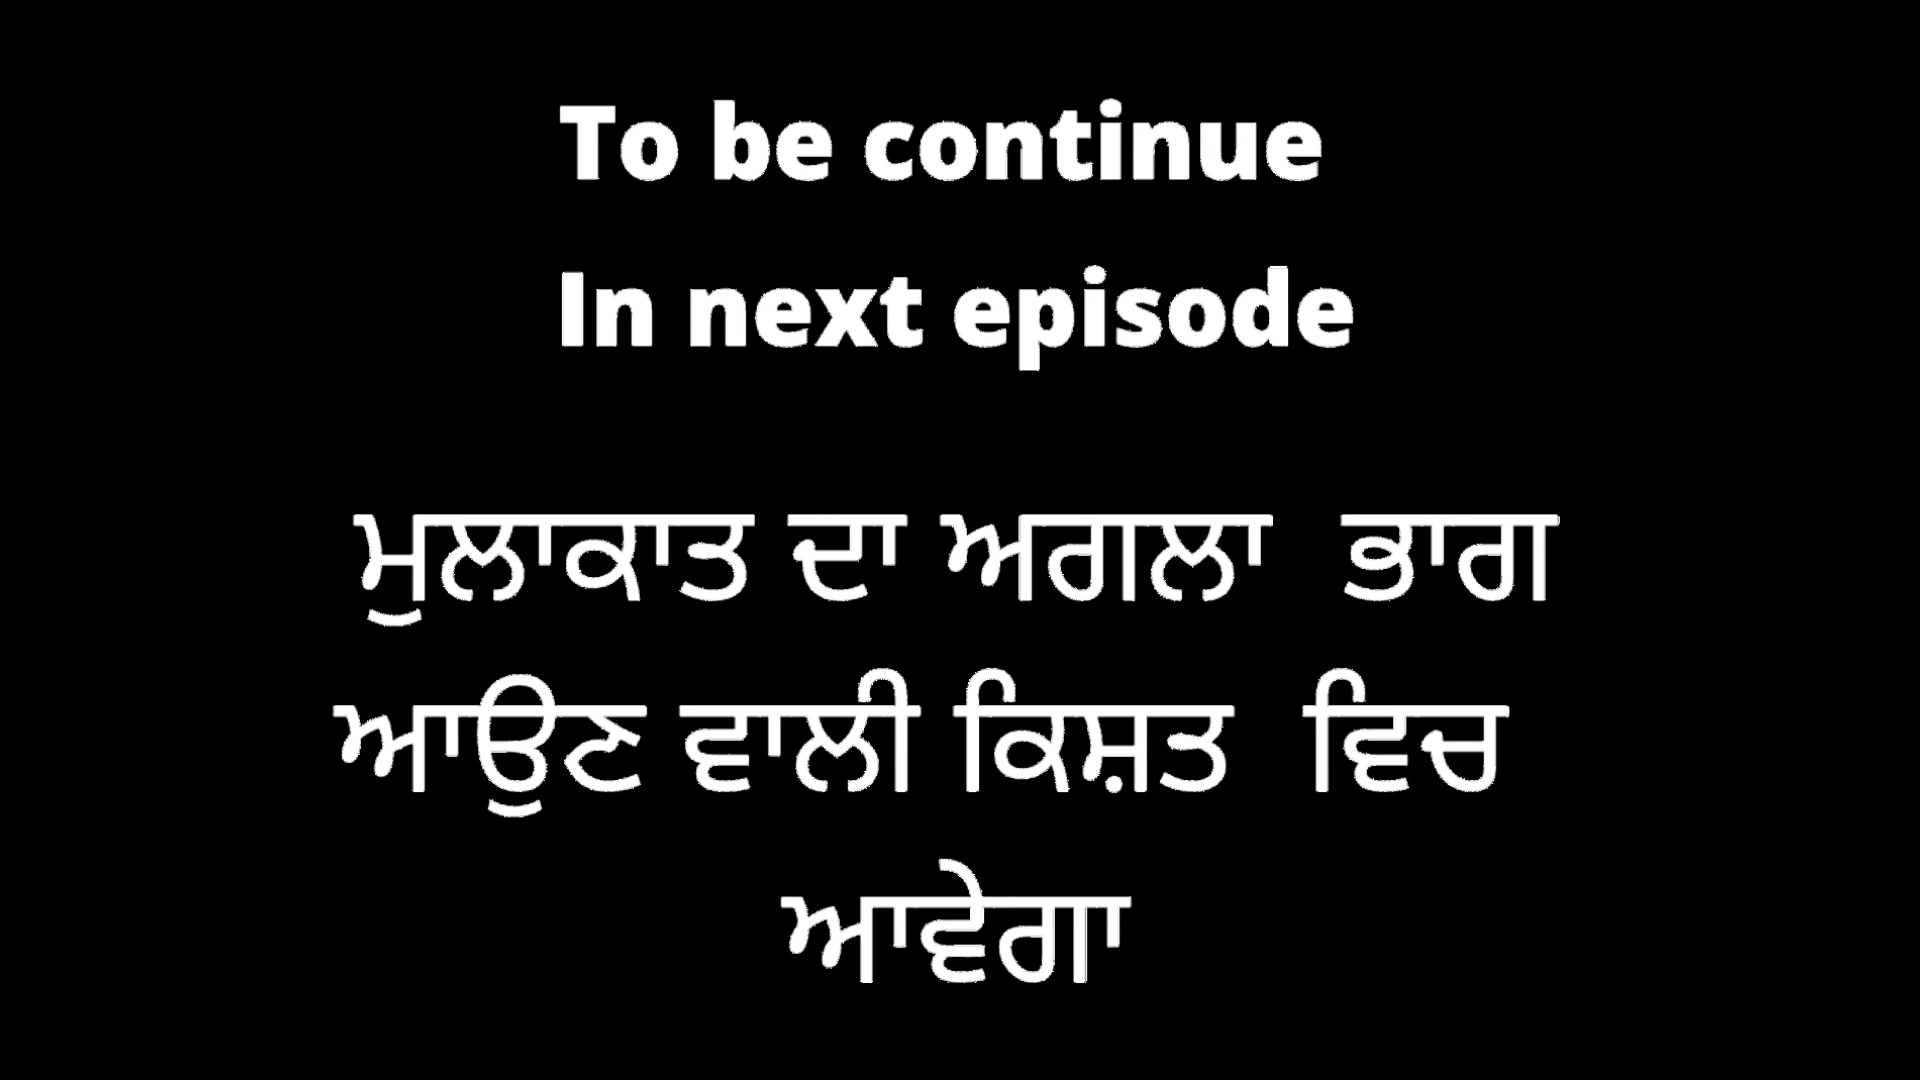 To be continue
In next episode
ਮੁਲਾਕਾਤ ਦਾ ਅਗਲਾ ਭਾਗ
ਆਉਣ ਵਾਲੀ ਕਿਸ਼ਤ ਵਿਚ
ਆਵੇਗਾ